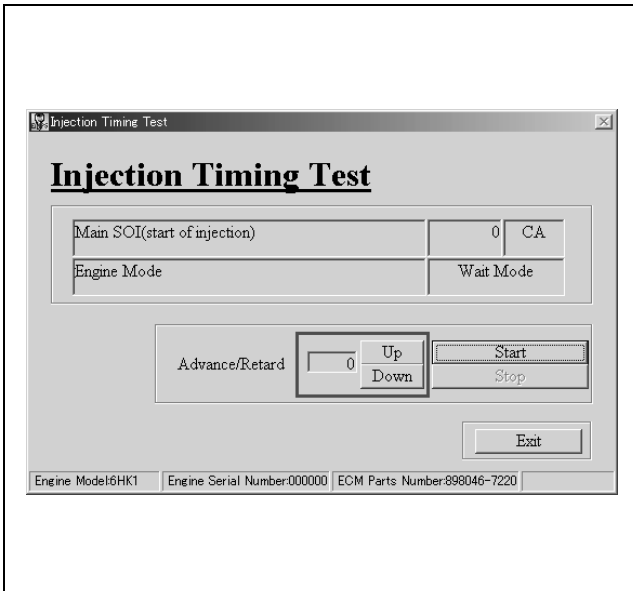 Injection Timing Test
Injection Timing Test
Main SOI(start of injection) 0 CA
Engine Mode Wait Mode
Advance/Retard 0 Up Start
Down Stop
Exit
Engine Model:6HK1 Engine Serial Number:000000 ECM Parts Number:898046-7220